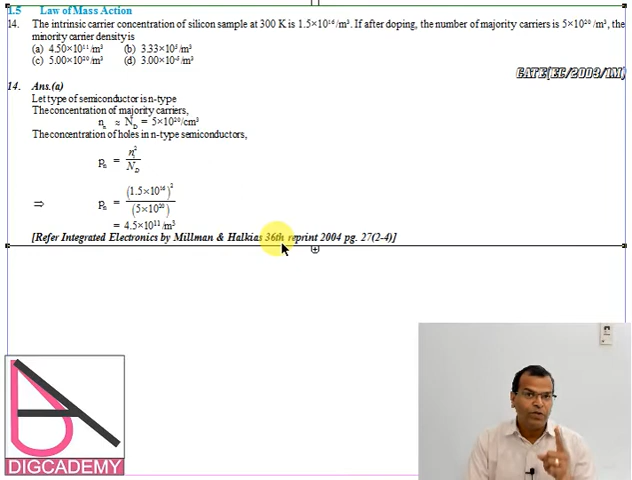 1.5 Law of Mass Action
14. The intrinsic carrier concentration of silicon sample at 300 K is 1.5×10¹⁶/m³. If after doping, the number of majority carriers is 5×10²⁰/m³, the
minority carrier density is
(a) 4.50×10¹¹/m³ (b) 3.33×10⁵/m³
(c) 5.00×10²⁰/m³ (d) 3.00×10⁻⁵/m³
GATE(EC/2003/1M)
14. Ans.(a)
Let type of semiconductor is n-type
The concentration of majority carriers,
nₙ ≈ N_D = 5×10²⁰/cm³
The concentration of holes in n-type semiconductors,
pₙ = nᵢ²/N_D
⇒ pₙ = (1.5×10¹⁶)²/(5×10²⁰)
= 4.5×10¹¹/m³
[Refer Integrated Electronics by Millman & Halkias 36th reprint 2004 pg. 27(2-4)]
DIGCADEMY